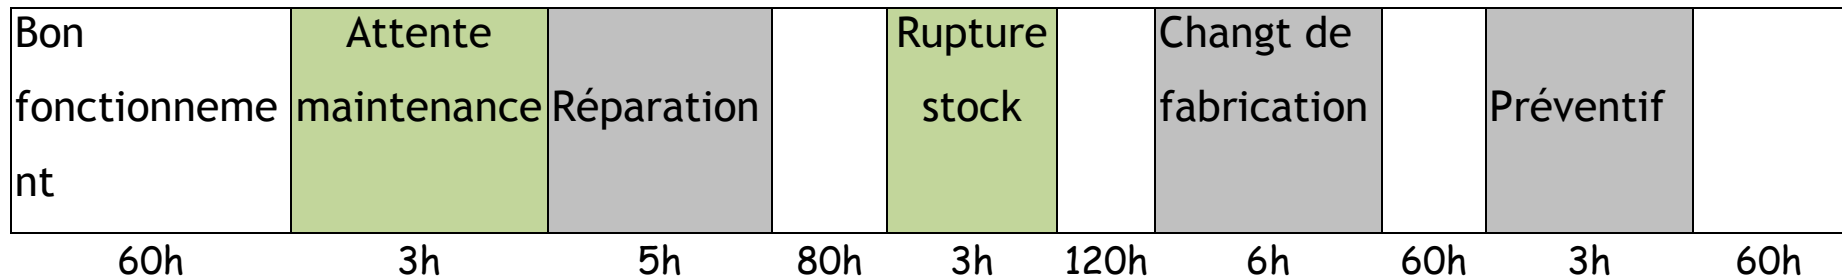 Bon
fonctionneme
nt
Attente
maintenance
Réparation
Rupture
stock
Changt de
fabrication
Préventif
60h
3h
5h
80h
3h
120h
6h
60h
3h
60h